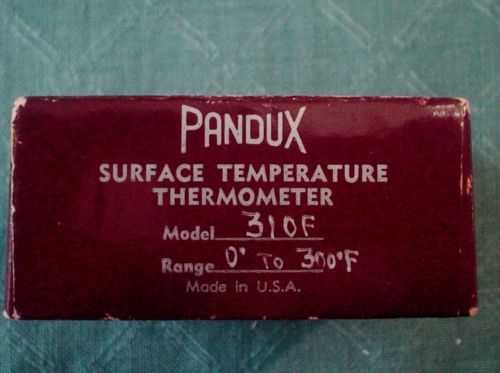 PANDUX
SURFACE TEMPERATURE
THERMOMETER
Model 310F
Range 0° TO 300°F
Made in U.S.A.